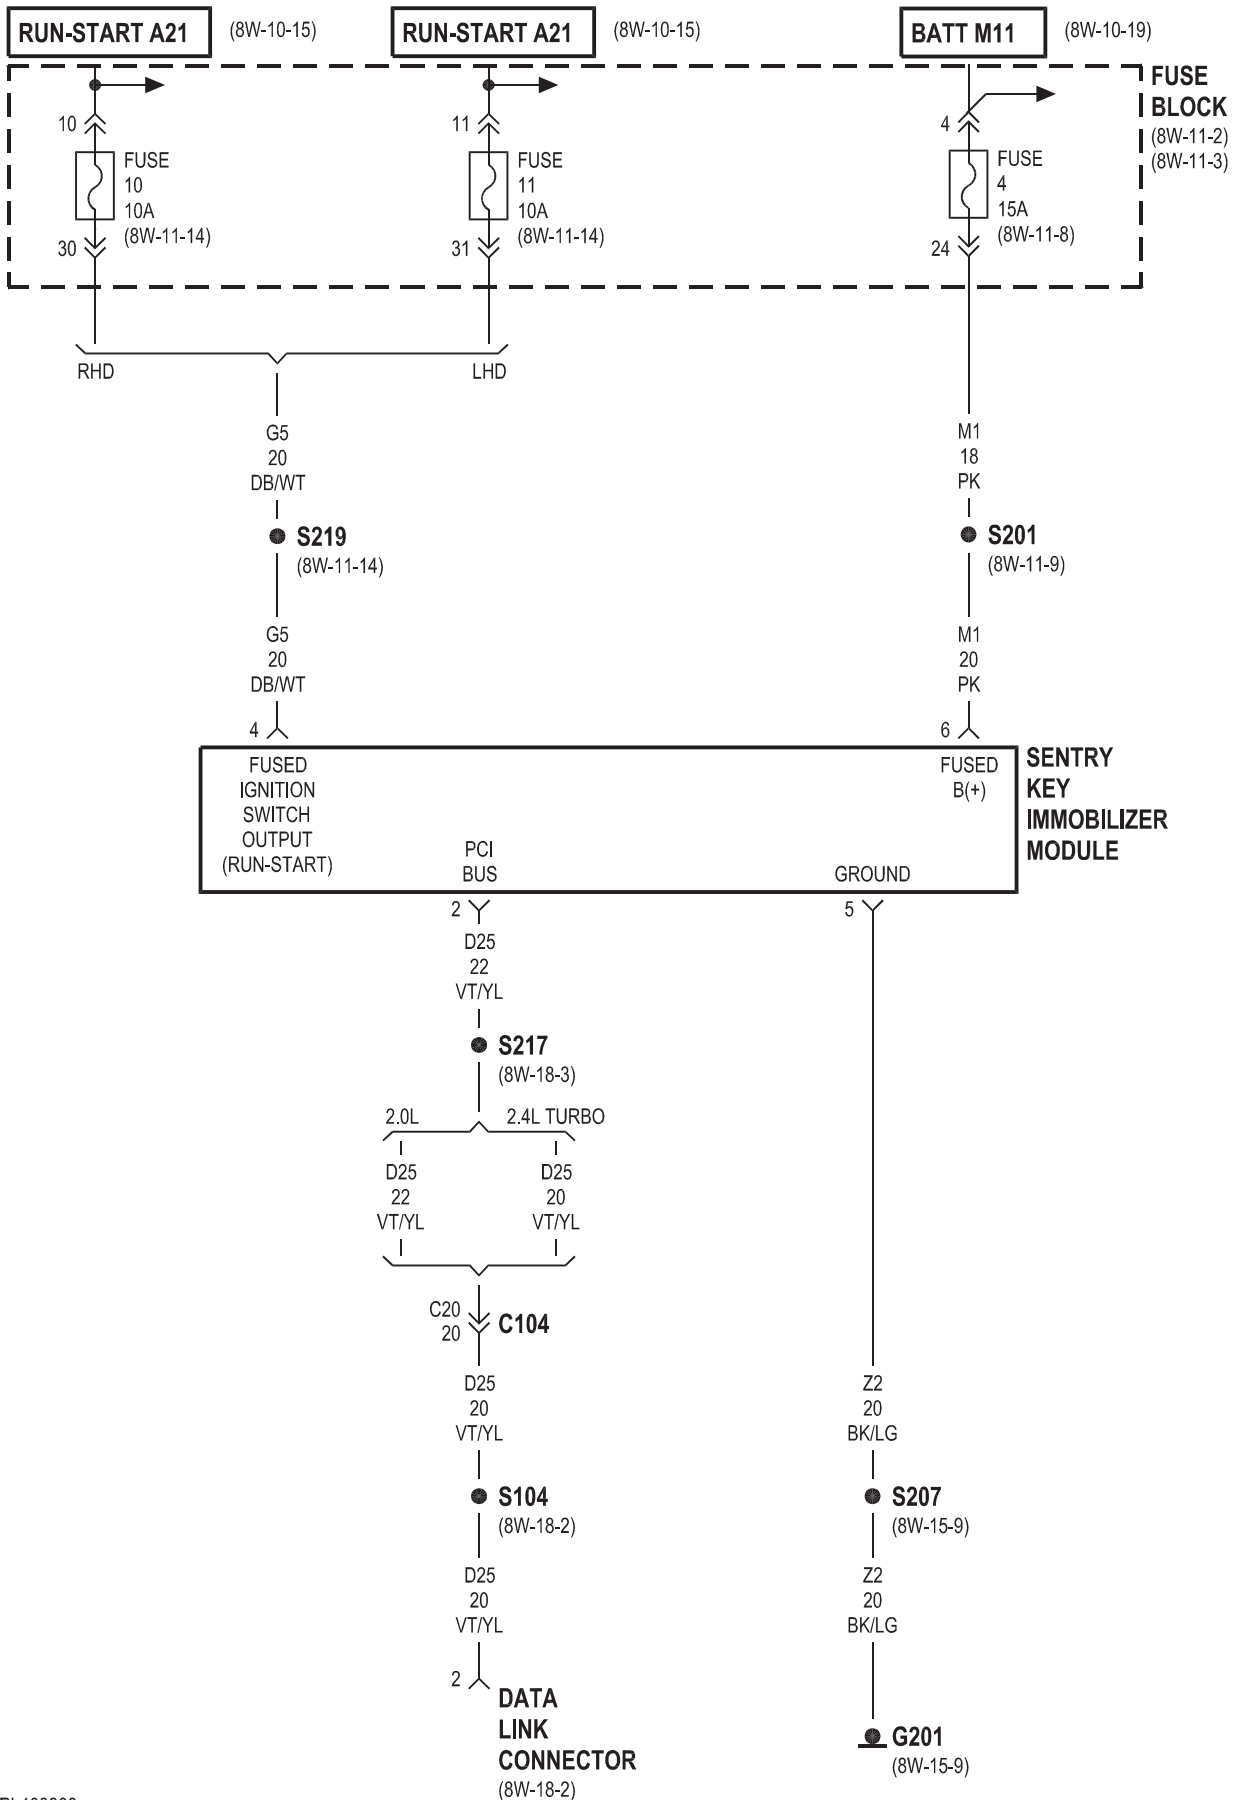 RUN-START A21
(8W-10-15)
RUN-START A21
(8W-10-15)
BATT M11
(8W-10-19)
FUSE
BLOCK
(8W-11-2)
(8W-11-3)
10
FUSE
10
10A
(8W-11-14)
30
11
FUSE
11
10A
(8W-11-14)
31
4
FUSE
4
15A
(8W-11-8)
24
RHD
LHD
G5
20
DB/WT
S219
(8W-11-14)
G5
20
DB/WT
4
M1
18
PK
S201
(8W-11-9)
M1
20
PK
6
FUSED
IGNITION
SWITCH
OUTPUT
(RUN-START)
PCI
BUS
GROUND
FUSED
B(+)
SENTRY
KEY
IMMOBILIZER
MODULE
2
D25
22
VT/YL
S217
(8W-18-3)
2.0L
2.4L TURBO
D25
22
VT/YL
D25
20
VT/YL
C20
20
C104
D25
20
VT/YL
S104
(8W-18-2)
D25
20
VT/YL
2
DATA
LINK
CONNECTOR
(8W-18-2)
5
Z2
20
BK/LG
S207
(8W-15-9)
Z2
20
BK/LG
G201
(8W-15-9)